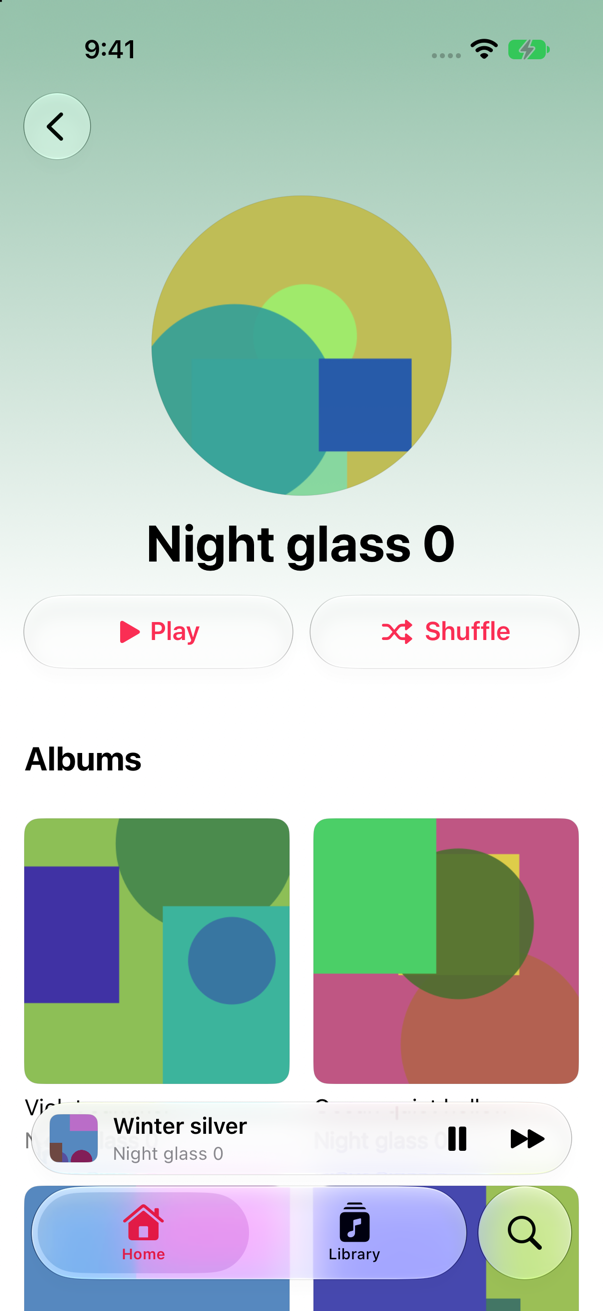 9:41
Night glass 0
Play
Shuffle
Albums
Winter silver
Night glass 0
Night glass 0
Home
Library